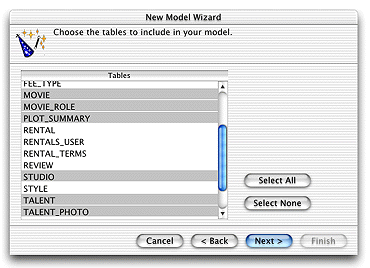 New Model Wizard
Choose the tables to include in your model.
Tables
FEE_TYPE
MOVIE
MOVIE_ROLE
PLOT_SUMMARY
RENTAL
RENTALS_USER
RENTAL_TERMS
REVIEW
STUDIO
STYLE
TALENT
TALENT_PHOTO
Select All
Select None
Cancel
< Back
Next >
Finish